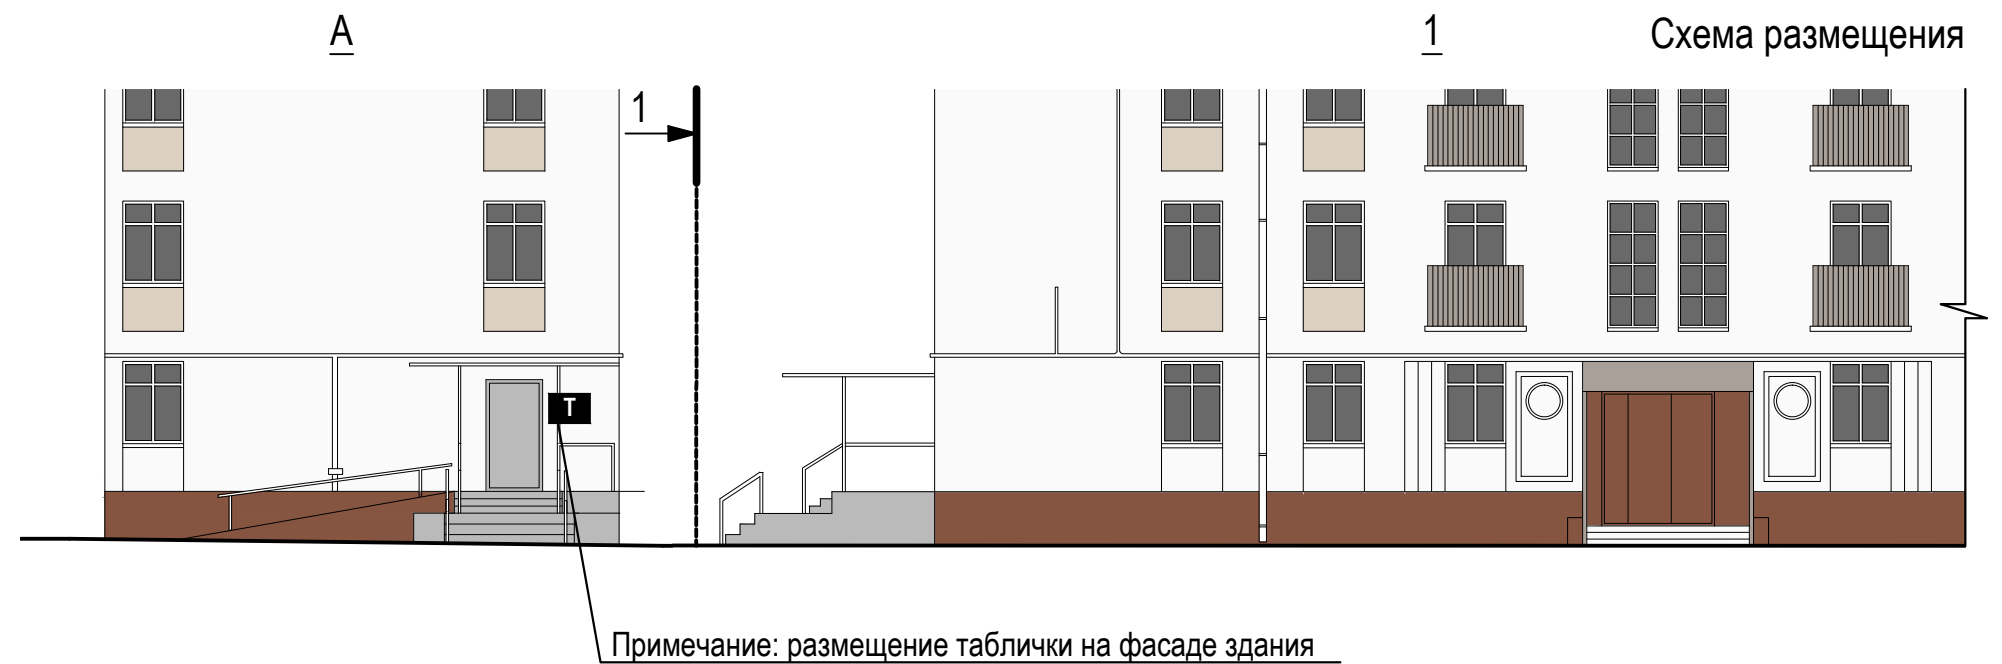 А
1
Схема размещения
1
Т
Примечание: размещение таблички на фасаде здания